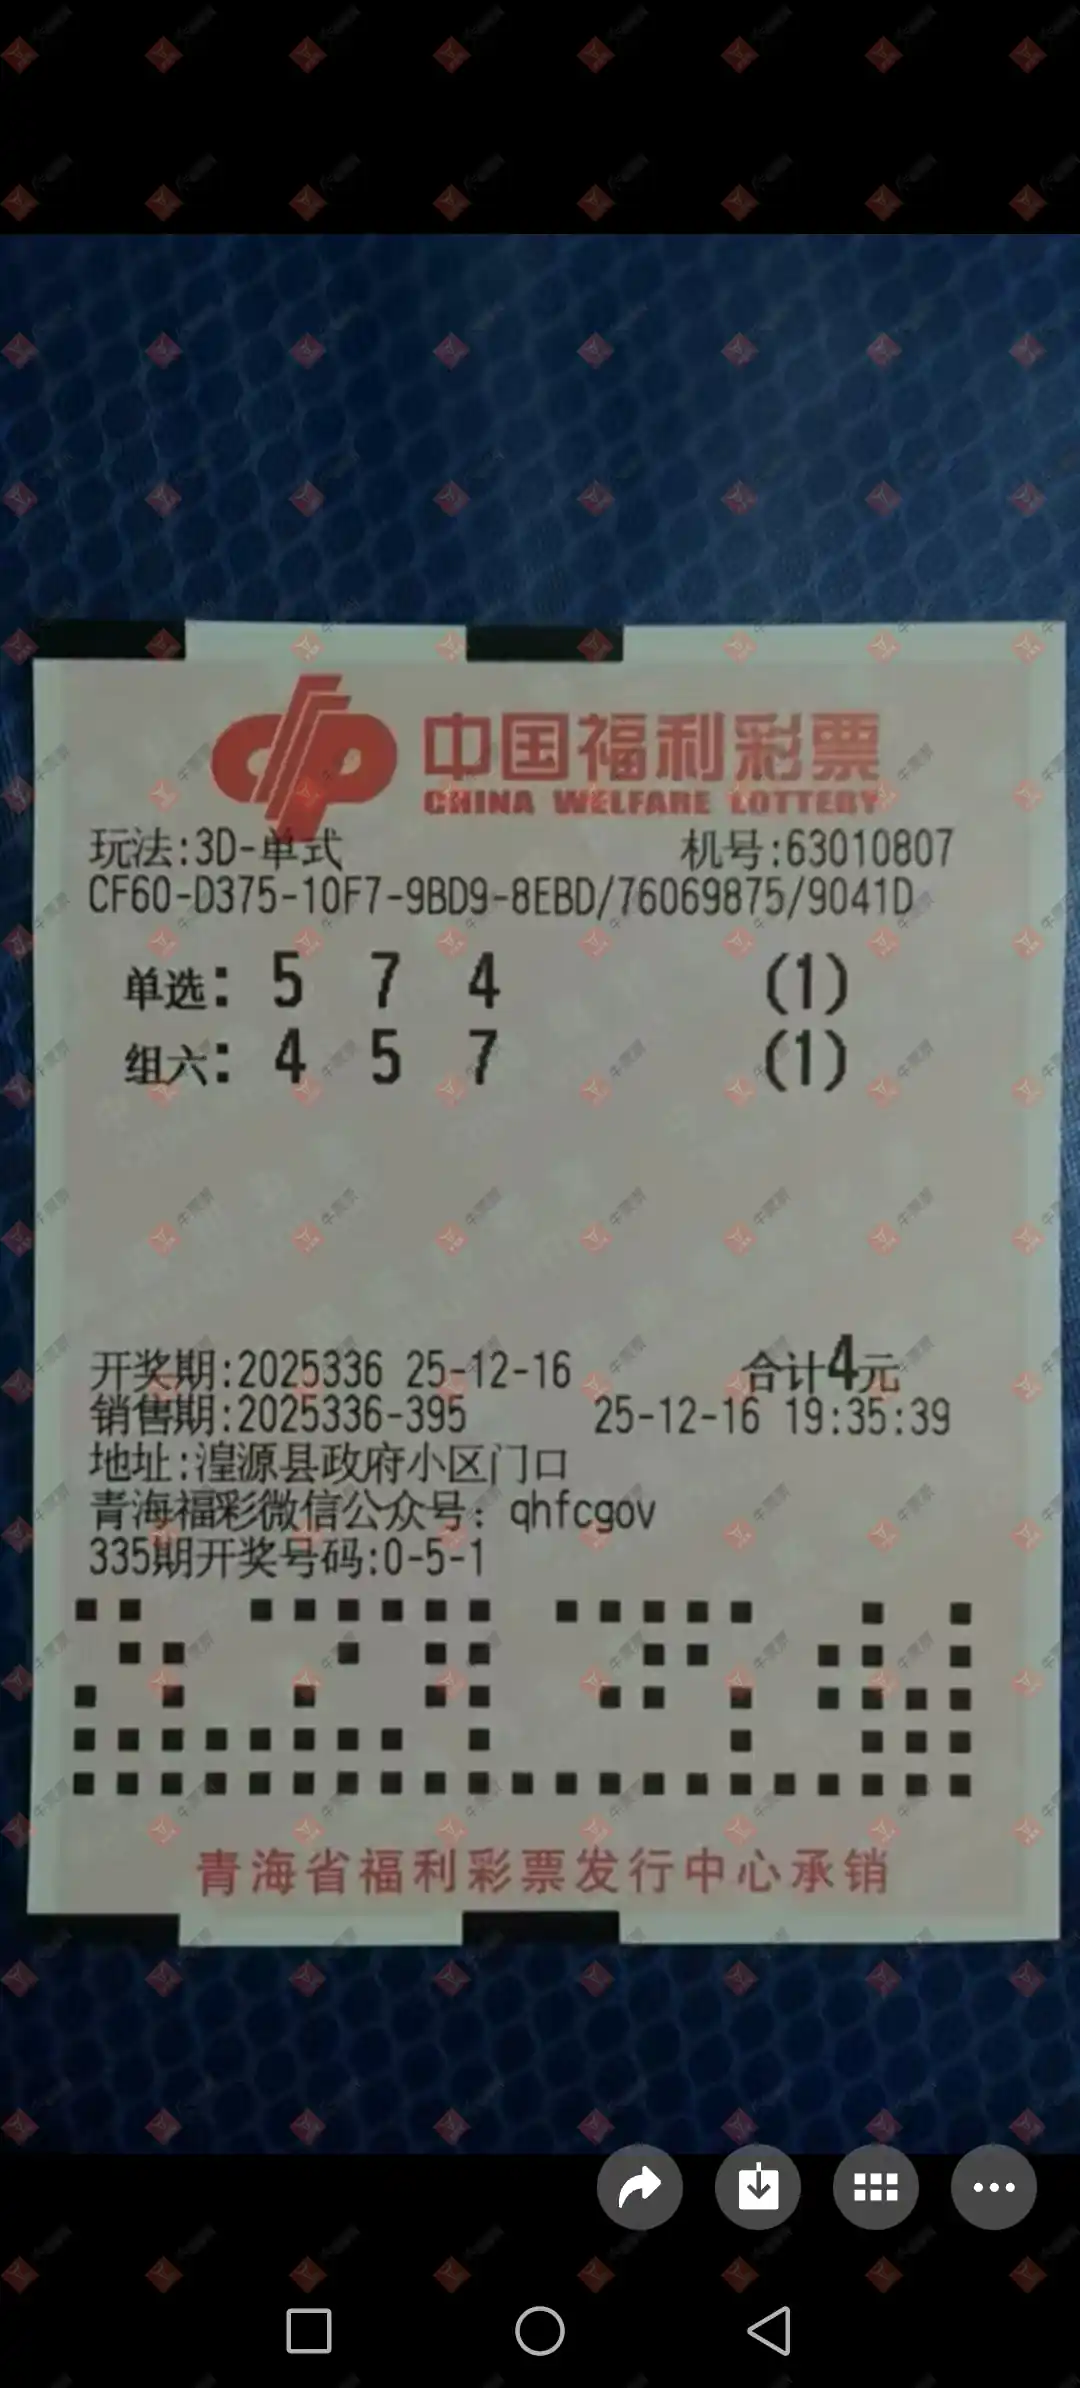 中国福利彩票
CHINA WELFARE LOTTERY
玩法:3D-单式 机号:63010807
CF60-D375-10F7-9BD9-8EBD/76069875/9041D
单选: 5 7 4 (1)
组六: 4 5 7 (1)
开奖期:2025336 25-12-16 合计4元
销售期:2025336-395 25-12-16 19:35:39
地址:湟源县政府小区门口
青海福彩微信公众号: qhfcgov
335期开奖号码:0-5-1
青海省福利彩票发行中心承销